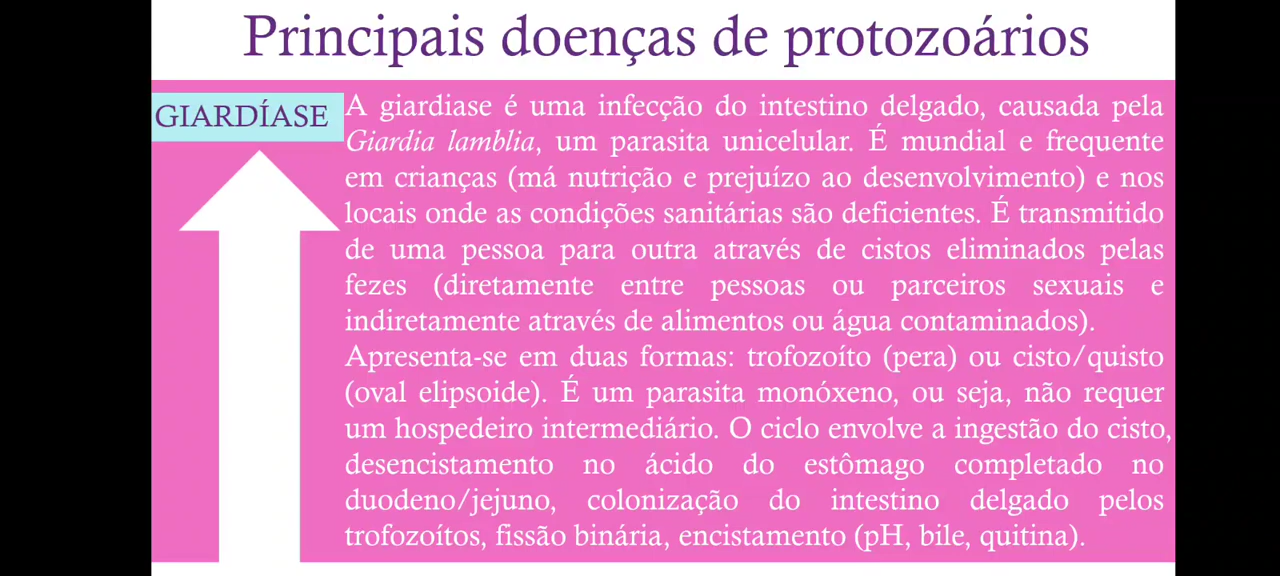 Principais doenças de protozoários
GIARDÍASE
A giardiase é uma infecção do intestino delgado, causada pela
Giardia lamblia, um parasita unicelular. É mundial e frequente
em crianças (má nutrição e prejuízo ao desenvolvimento) e nos
locais onde as condições sanitárias são deficientes. É transmitido
de uma pessoa para outra através de cistos eliminados pelas
fezes (diretamente entre pessoas ou parceiros sexuais e
indiretamente através de alimentos ou água contaminados).
Apresenta-se em duas formas: trofozoíto (pera) ou cisto/quisto
(oval elipsoide). É um parasita monóxeno, ou seja, não requer
um hospedeiro intermediário. O ciclo envolve a ingestão do cisto,
desencistamento no ácido do estômago completado no
duodeno/jejuno, colonização do intestino delgado pelos
trofozoítos, fissão binária, encistamento (pH, bile, quitina).